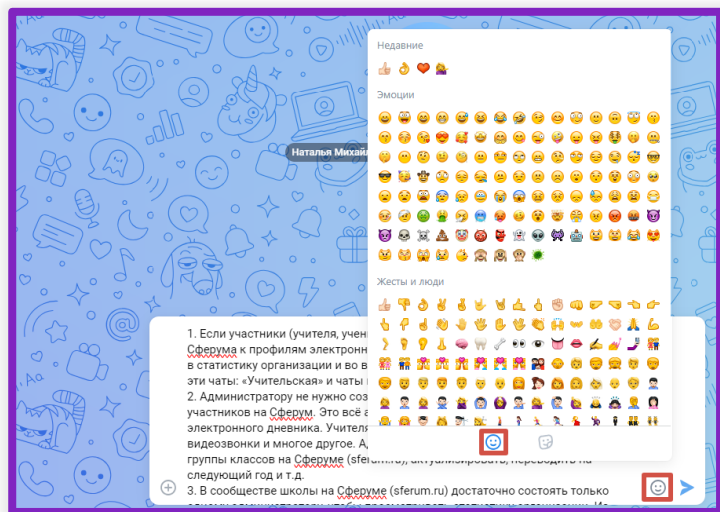 Недавние
Эмоции
Наталья Михай
Жесты и люди
1. Если участники (учителя, учен
Сферума к профилям электронн
в статистику организации и во в
эти чаты: «Учительская» и чаты
2. Администратору не нужно соз
участников на Сферум. Это всё а
электронного дневника. Учителя
видеозвонки и многое другое. А
группы классов на Сферуме (sferum.ru), актуализировать, переводить на
следующий год и т.д.
3. В сообществе школы на Сферуме (sferum.ru) достаточно состоять только